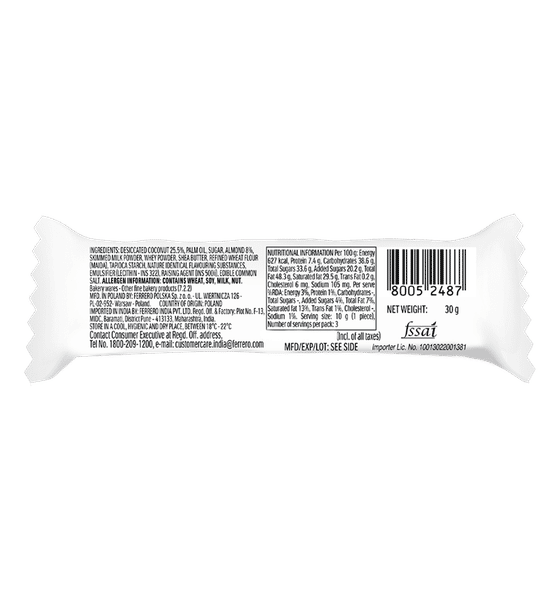 INGREDIENTS: DESICCATED COCONUT 25.5%, PALM OIL, SUGAR, ALMOND 8%,
SKIMMED MILK POWDER, WHEY POWDER, SHEA BUTTER, REFINED WHEAT FLOUR
(MAIDA), TAPIOCA STARCH, NATURE IDENTICAL FLAVOURING SUBSTANCES,
EMULSIFIER (LECITHIN - INS 322), RAISING AGENT (INS 500ii), EDIBLE COMMON
SALT. ALLERGEN INFORMATION: CONTAINS WHEAT, SOY, MILK, NUT.
Bakery wares - Other fine bakery products (7.2.2)
MFD. IN POLAND BY: FERRERO POLSKA Sp. z o. o. - UL. WIERTNICZA 126 -
PL-02-952 - Warsaw - Poland COUNTRY OF ORIGIN: POLAND
IMPORTED IN INDIA BY: FERRERO INDIA PVT. LTD. Regd. Off. & Factory: Plot No. F-13,
MIDC, Baramati, District Pune - 413133. Maharashtra, India.
STORE IN A COOL, HYGIENIC AND DRY PLACE, BETWEEN 18°C - 22°C
Contact Consumer Executive at Regd. Off. address,
Tel No. 1800-209-1200, e-mail: customercare.india@ferrero.com
NUTRITIONAL INFORMATION Per 100g: Energy
627 kcal, Protein 7.4 g, Carbohydrates 38.6 g,
Total Sugars 33.6 g, Added Sugars 20.2 g, Total
Fat 48.3 g, Saturated fat 29.5 g, Trans Fat 0.2 g,
Cholesterol 6 mg, Sodium 105 mg. Per serve
%RDA: Energy 3%, Protein 1%, Carbohydrates -,
Total Sugars -, Added Sugars 4%, Total Fat 7%,
Saturated fat 13%, Trans Fat 1%, Cholesterol -,
Sodium 1%. Serving size: 10 g (1 piece),
Number of servings per pack: 3
[Incl. of all taxes)
MFD/EXP/LOT: SEE SIDE
8005 2487
NET WEIGHT: 30 g
fssai
Importer Lic. No. 10013022001381